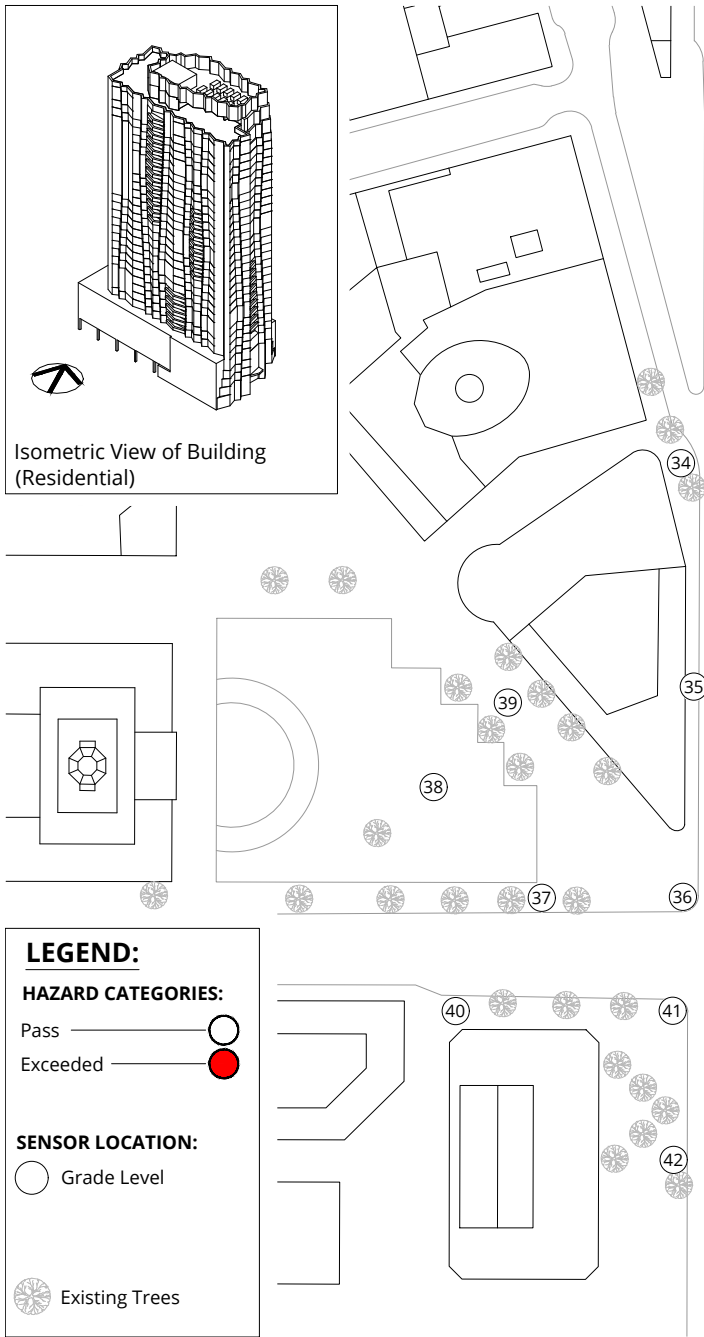 Isometric View of Building
(Residential)
34
35
39
38
37
36
40
41
42
LEGEND:
HAZARD CATEGORIES:
Pass
Exceeded
SENSOR LOCATION:
Grade Level
Existing Trees